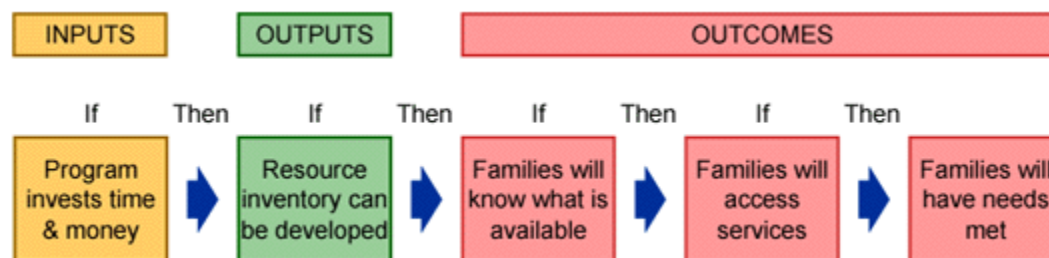 INPUTS OUTPUTS OUTCOMES
If Then If Then If Then If Then
Program
invests time
& money
Resource
inventory can
be developed
Families will
know what is
available
Families will
access
services
Families will
have needs
met